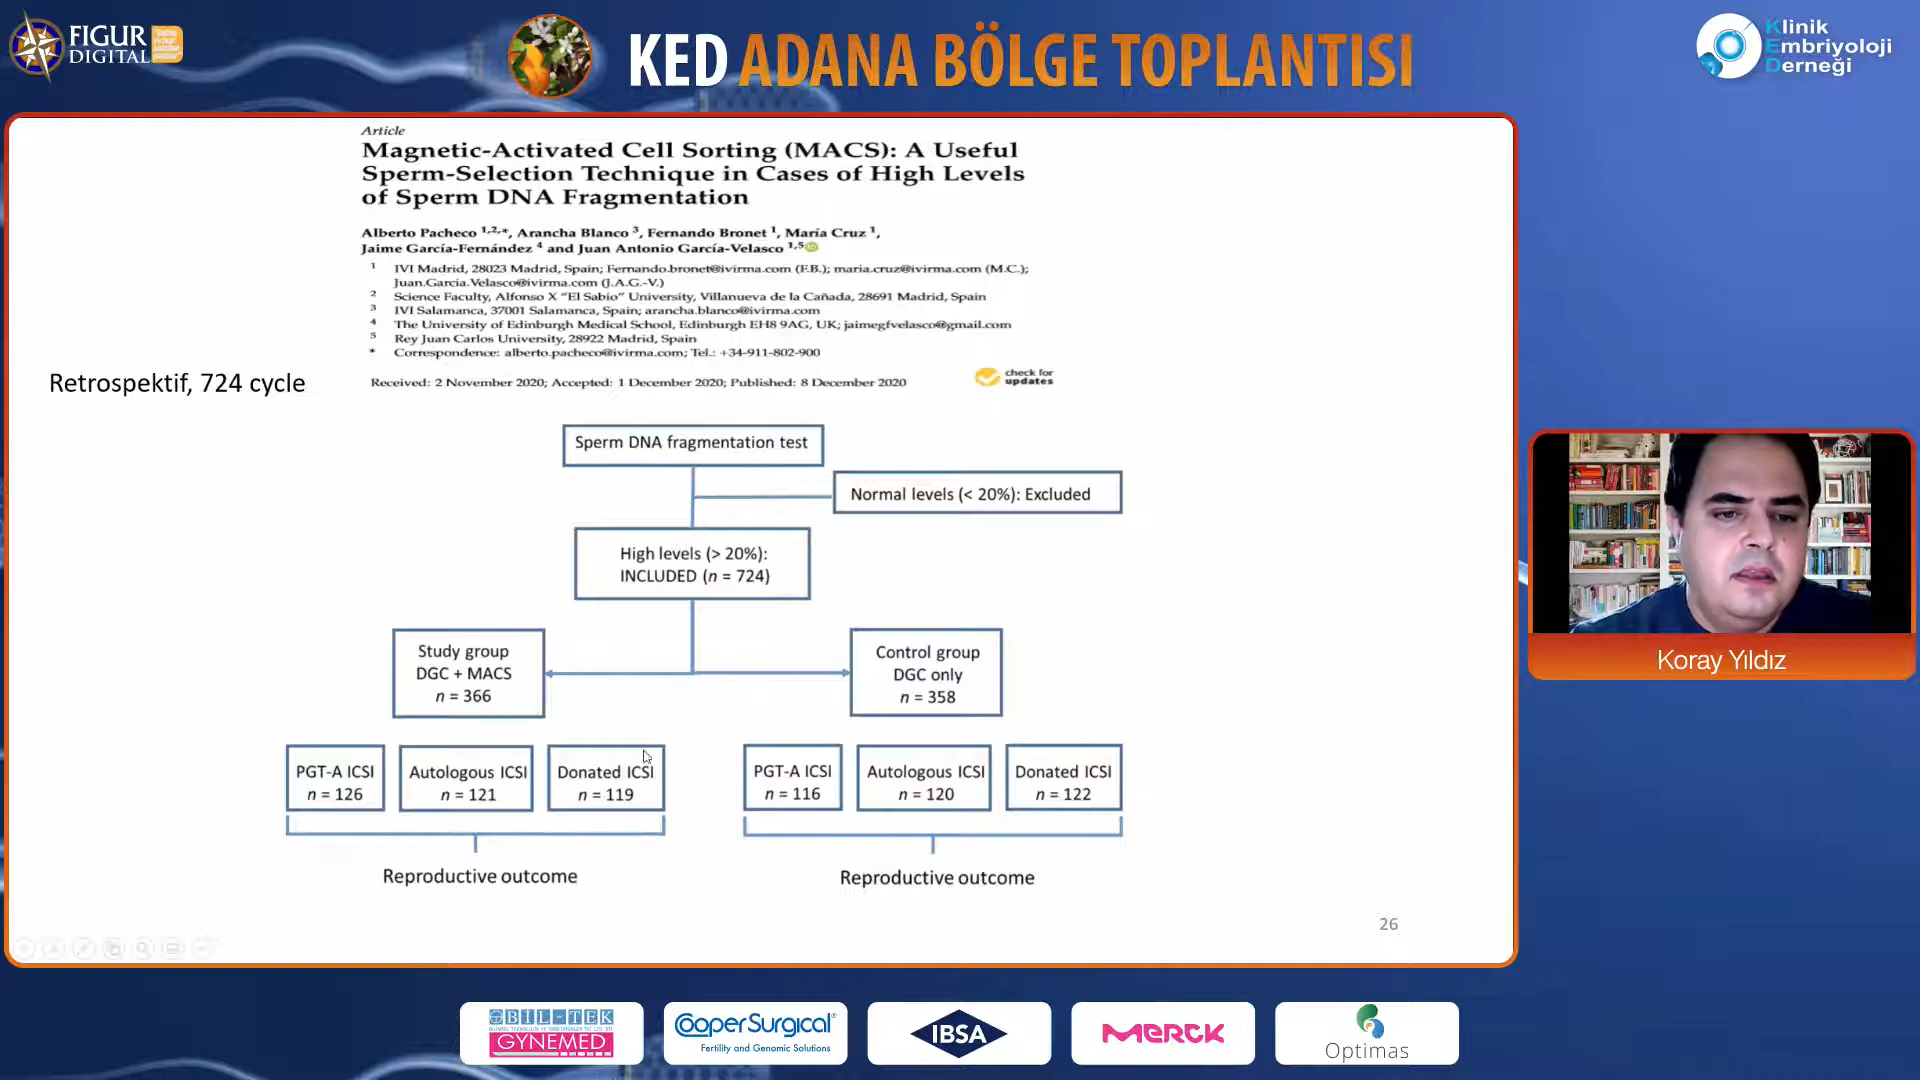 FIGUR
DIGITAL
KED ADANA BÖLGE TOPLANTISI
Klinik
Embriyoloji
Derneği
Article
Magnetic-Activated Cell Sorting (MACS): A Useful
Sperm-Selection Technique in Cases of High Levels
of Sperm DNA Fragmentation
Alberto Pacheco 1,2,*, Arancha Blanco 3, Fernando Bronet 1, María Cruz 1,
Jaime García-Fernández 4 and Juan Antonio García-Velasco 1,5
1 IVI Madrid, 28023 Madrid, Spain; Fernando.bronet@ivirma.com (F.B.); maria.cruz@ivirma.com (M.C.);
Juan.Garcia.Velasco@ivirma.com (J.A.G.-V.)
2 Science Faculty, Alfonso X "El Sabio" University, Villanueva de la Cañada, 28691 Madrid, Spain
3 IVI Salamanca, 37001 Salamanca, Spain; arancha.blanco@ivirma.com
4 The University of Edinburgh Medical School, Edinburgh EH8 9AG, UK; jaimegfvelasco@gmail.com
5 Rey Juan Carlos University, 28922 Madrid, Spain
* Correspondence: alberto.pacheco@ivirma.com; Tel.: +34-911-802-900
Received: 2 November 2020; Accepted: 1 December 2020; Published: 8 December 2020
check for
updates
Retrospektif, 724 cycle
Sperm DNA fragmentation test
Normal levels (< 20%): Excluded
High levels (> 20%):
INCLUDED (n = 724)
Study group
DGC + MACS
n = 366
Control group
DGC only
n = 358
PGT-A ICSI
n = 126
Autologous ICSI
n = 121
Donated ICSI
n = 119
PGT-A ICSI
n = 116
Autologous ICSI
n = 120
Donated ICSI
n = 122
Reproductive outcome
Reproductive outcome
26
Koray Yıldız
BİL-TEK
GYNEMED
CooperSurgical
Fertility and Genomic Solutions
IBSA
MERCK
Optimas